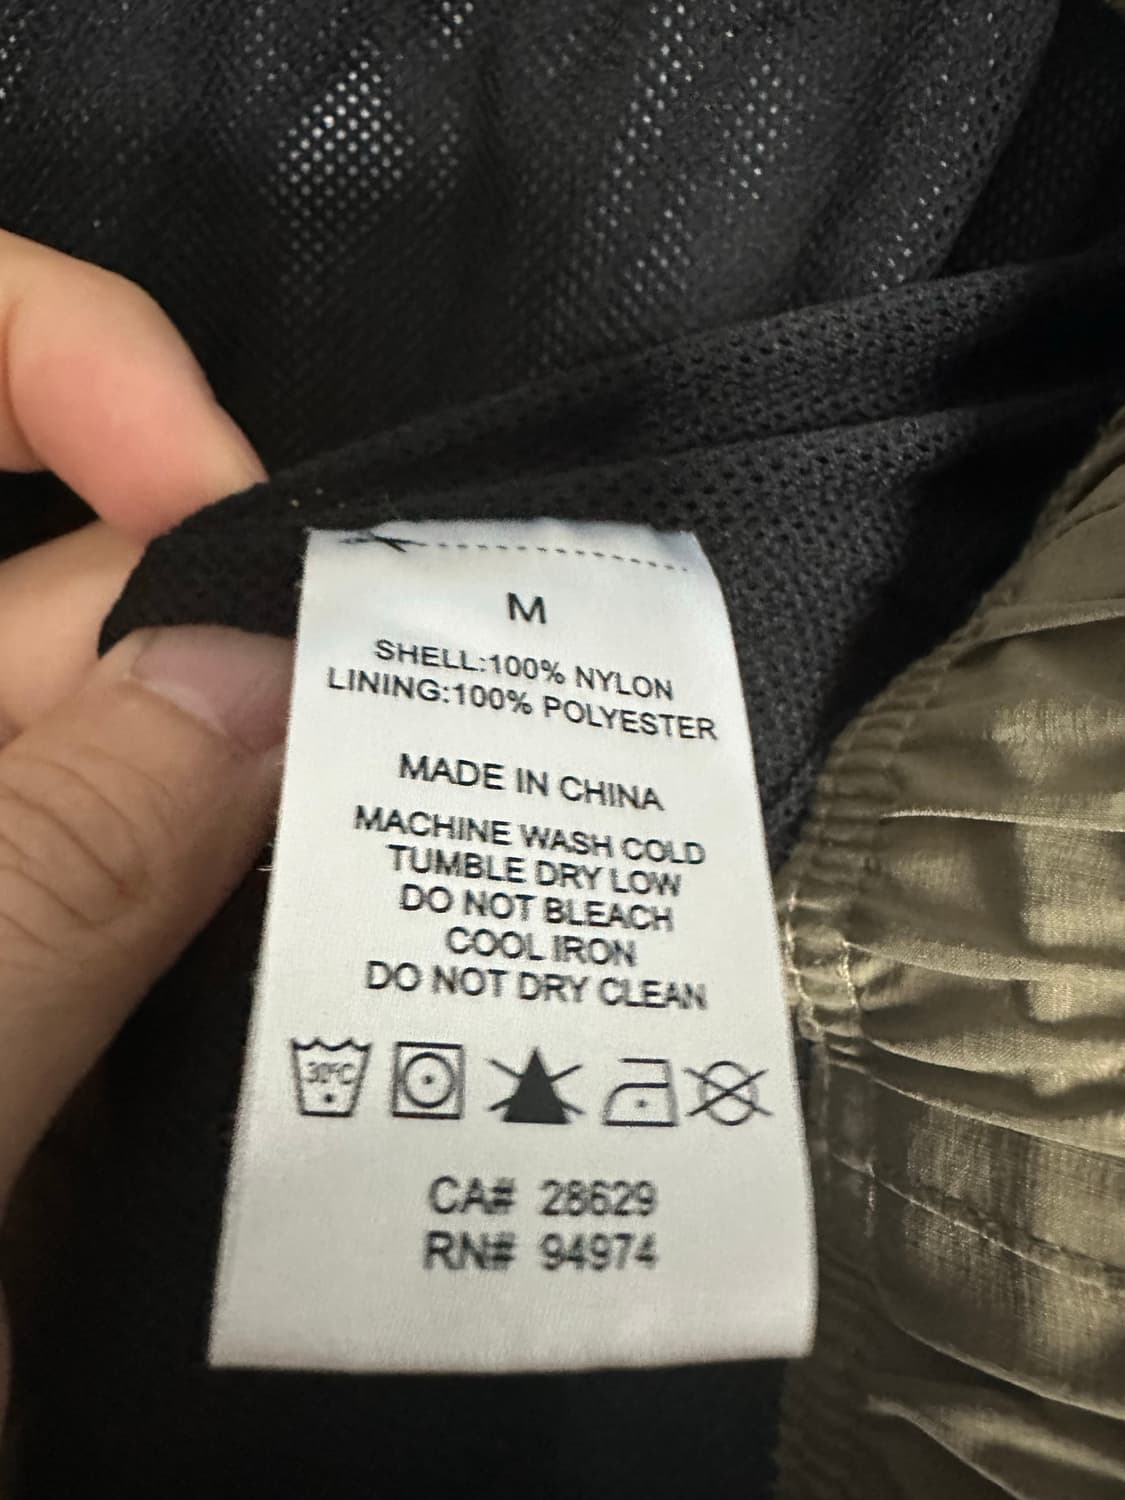 M
SHELL:100% NYLON
LINING:100% POLYESTER
MADE IN CHINA
MACHINE WASH COLD
TUMBLE DRY LOW
DO NOT BLEACH
COOL IRON
DO NOT DRY CLEAN
30°C
CA# 28629
RN# 94974